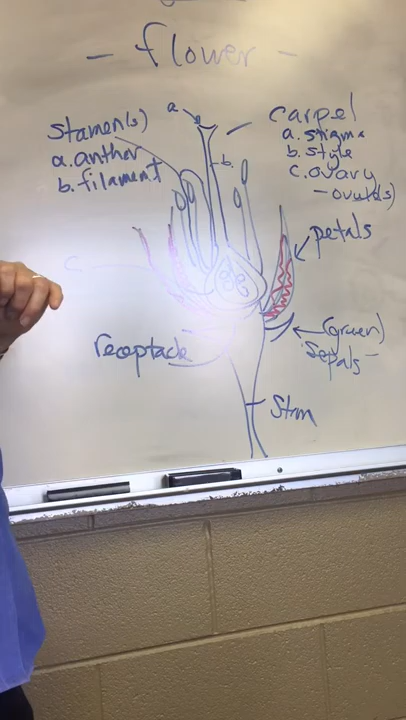 - flower -
Stamen(s)
a. anther
b. filament
a
b.
Carpel
a. stigma
b. style
c. ovary
- ovule(s)
petals
C
(green)
Sepals -
receptacle
Stem